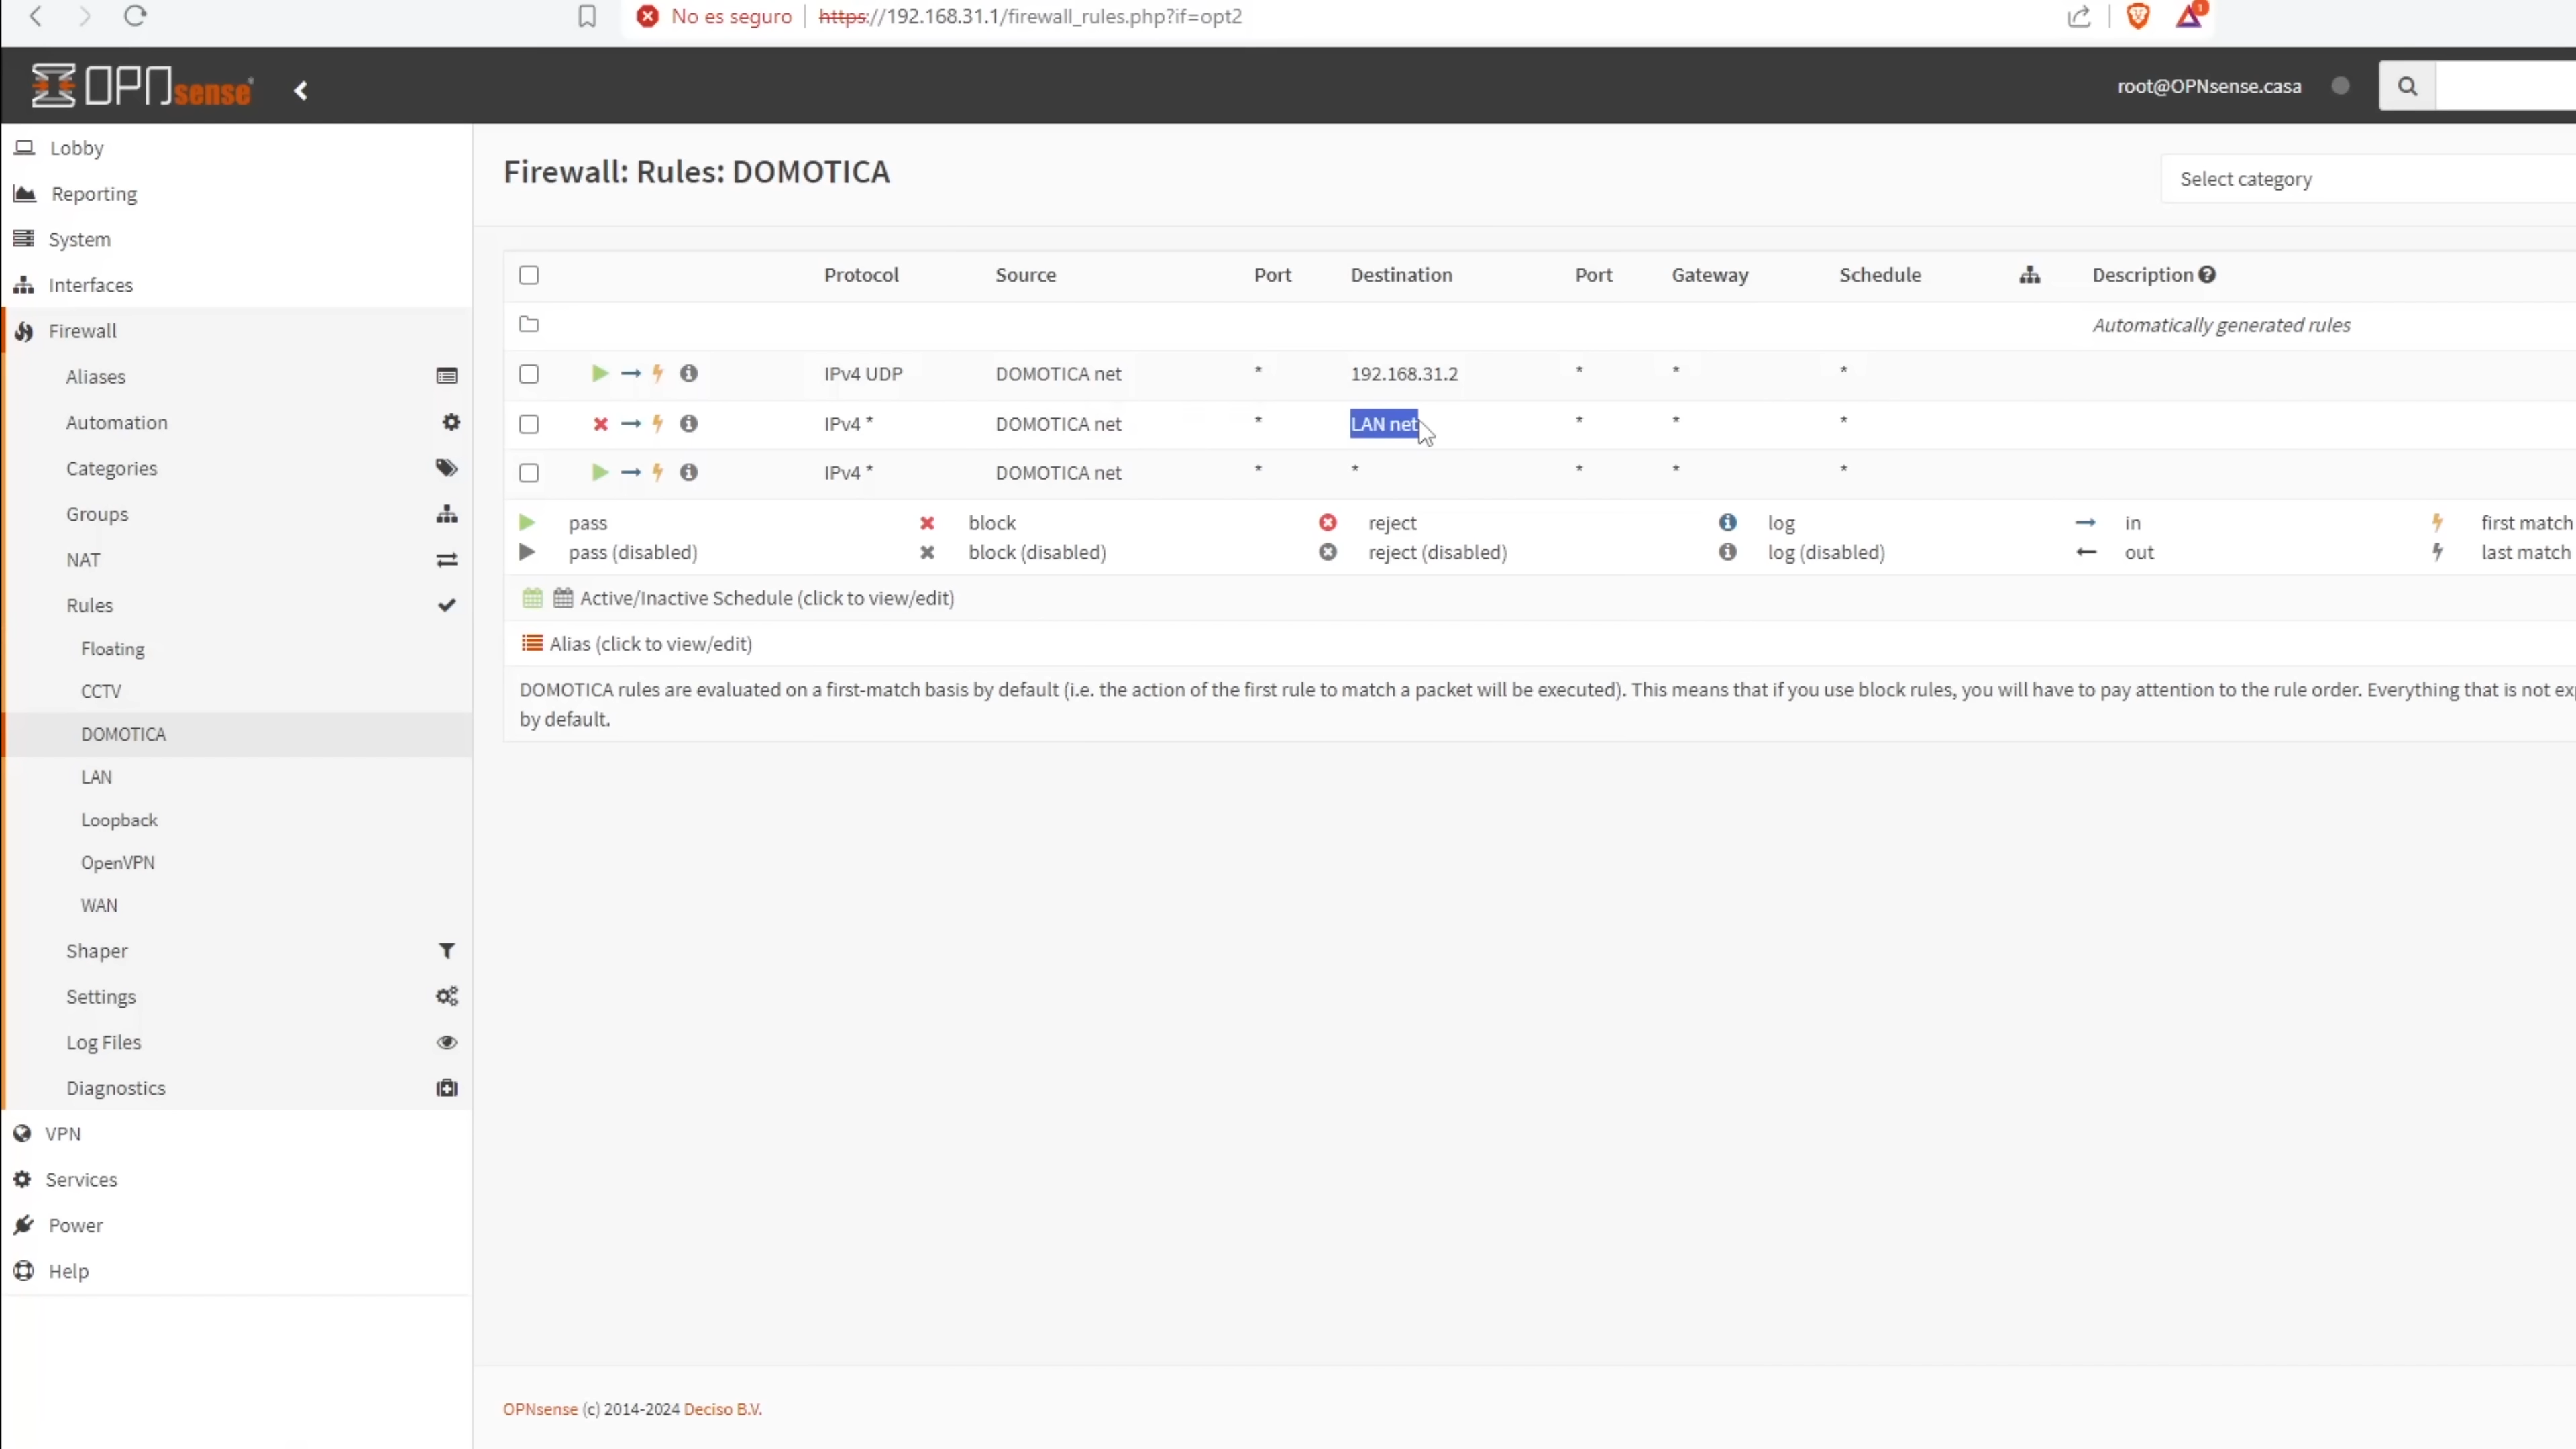 No es seguro https://192.168.31.1/firewall_rules.php?if=opt2
OPNsense
root@OPNsense.casa
Lobby
Reporting
System
Interfaces
Firewall
Aliases
Automation
Categories
Groups
NAT
Rules
Floating
CCTV
DOMOTICA
LAN
Loopback
OpenVPN
WAN
Shaper
Settings
Log Files
Diagnostics
VPN
Services
Power
Help
Firewall: Rules: DOMOTICA
Select category
Protocol Source Port Destination Port Gateway Schedule Description
Automatically generated rules
IPv4 UDP DOMOTICA net * 192.168.31.2 * * *
IPv4 * DOMOTICA net * LAN net * * *
IPv4 * DOMOTICA net * * * * *
pass block reject log in first match
pass (disabled) block (disabled) reject (disabled) log (disabled) out last match
Active/Inactive Schedule (click to view/edit)
Alias (click to view/edit)
DOMOTICA rules are evaluated on a first-match basis by default (i.e. the action of the first rule to match a packet will be executed). This means that if you use block rules, you will have to pay attention to the rule order. Everything that is not
by default.
OPNsense (c) 2014-2024 Deciso B.V.